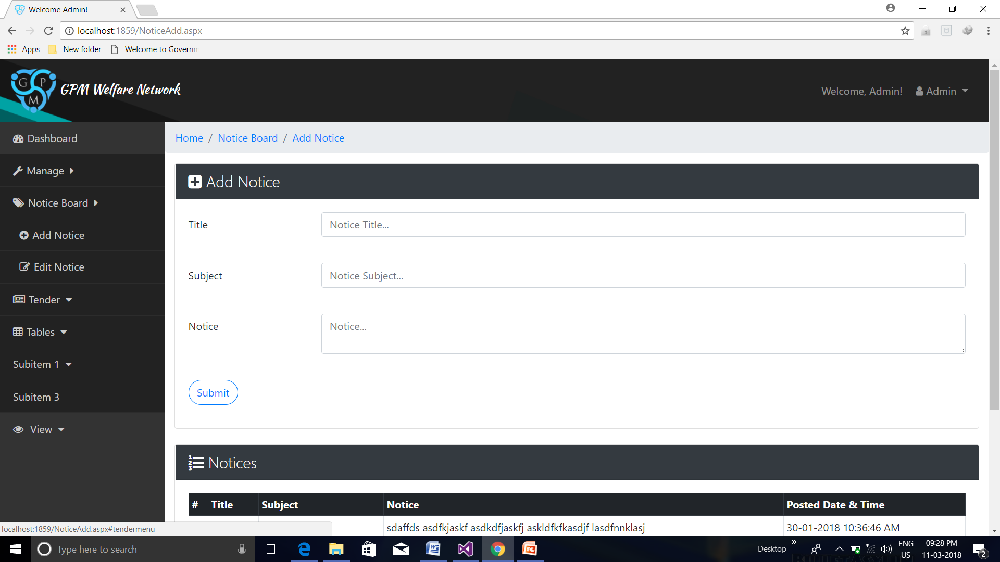 Welcome Admin!
localhost:1859/NoticeAdd.aspx
Apps New folder Welcome to Governm
G P M
GPM Welfare Network
Welcome, Admin! Admin
Dashboard
Manage
Notice Board
Add Notice
Edit Notice
Tender
Tables
Subitem 1
Subitem 3
View
Home / Notice Board / Add Notice
Add Notice
Title Notice Title...
Subject Notice Subject...
Notice Notice...
Submit
Notices
# Title Subject Notice Posted Date & Time
sdaffds asdfkjaskf asdkdfjaskfj askldfkfkasdjf lasdfnnklasj 30-01-2018 10:36:46 AM
localhost:1859/NoticeAdd.aspx#tendermenu
Type here to search
Desktop
ENG
US
09:28 PM
11-03-2018
2